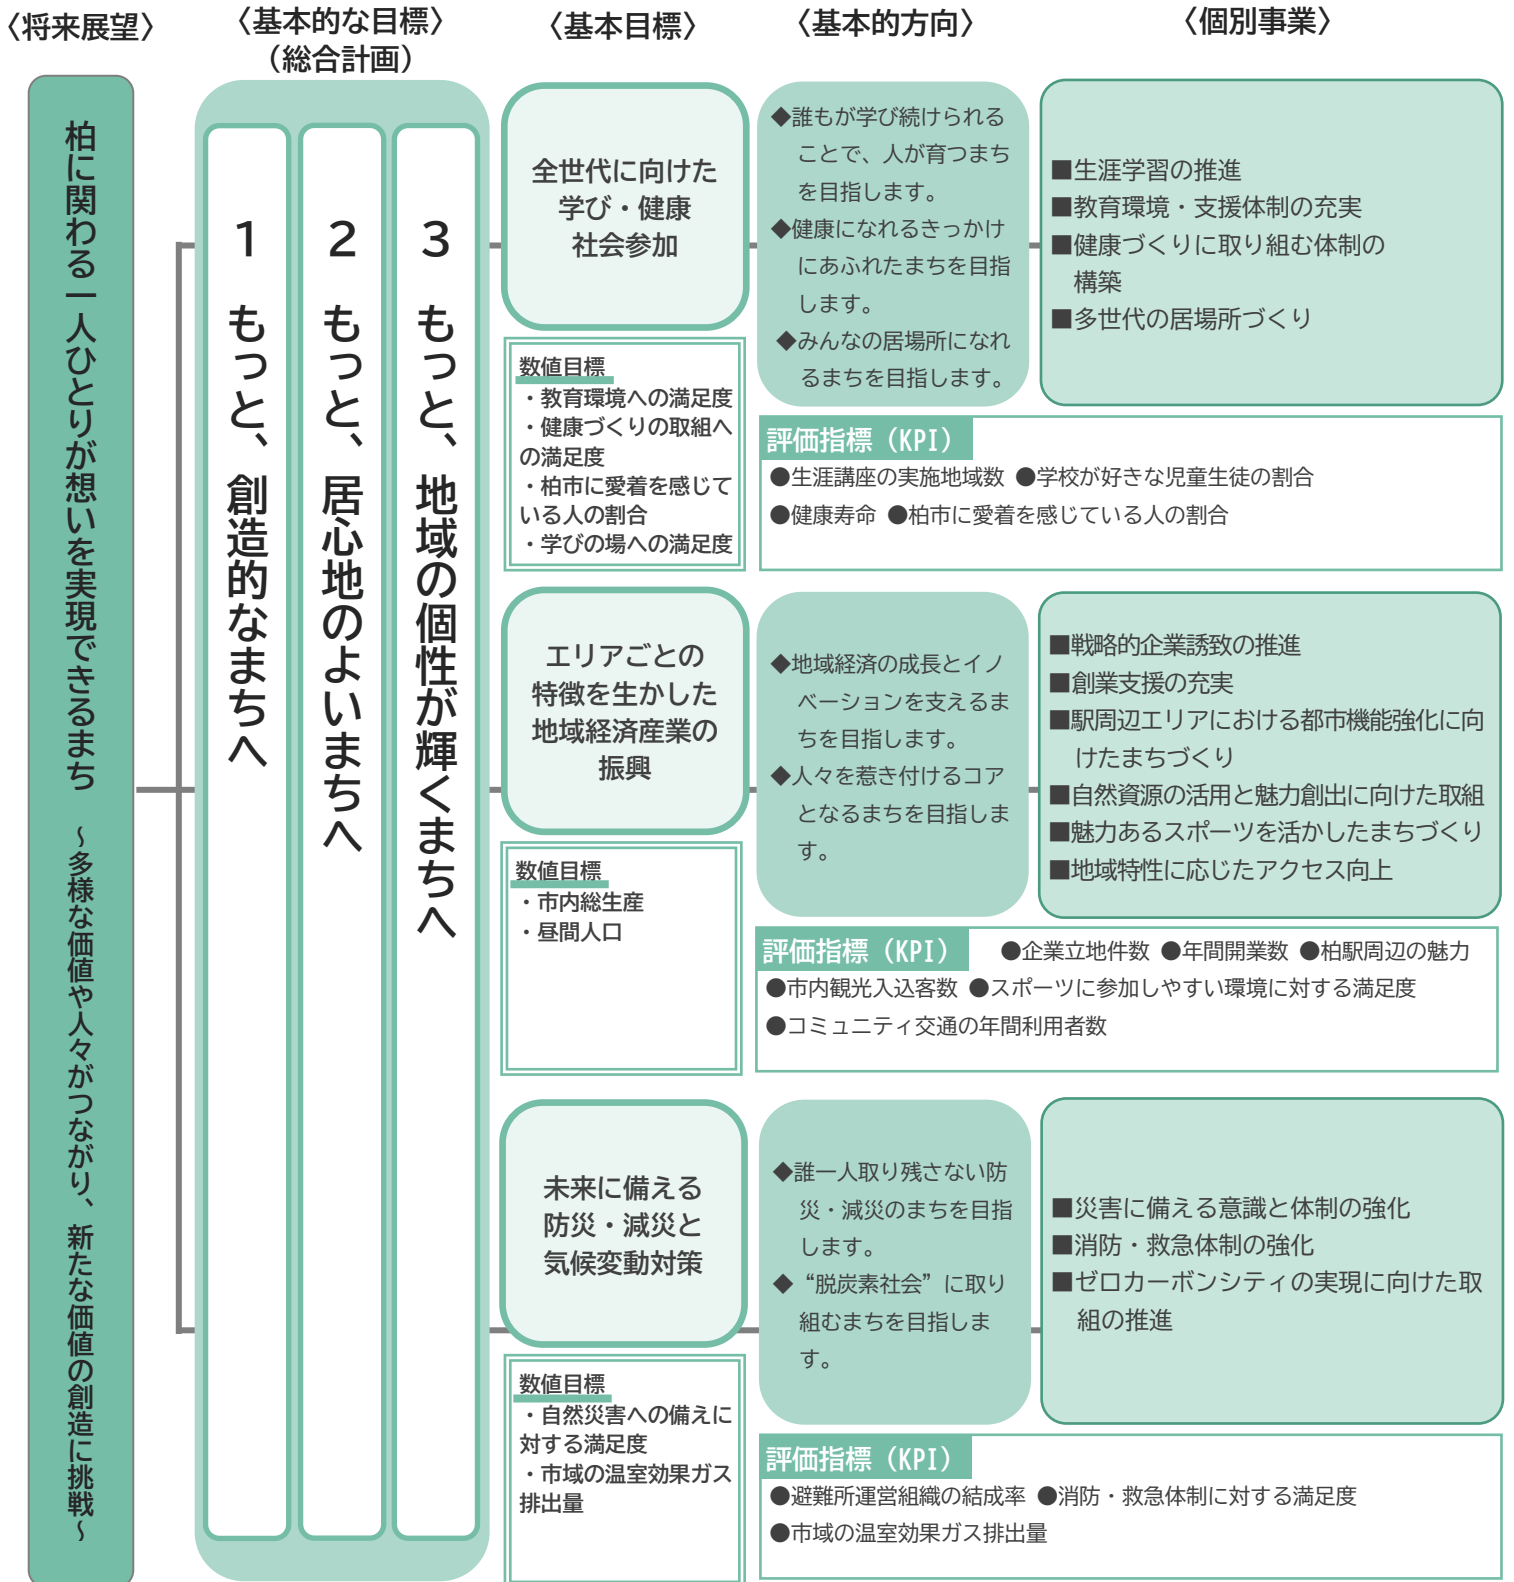 〈将来展望〉
〈基本的な目標〉
（総合計画）
〈基本目標〉
〈基本的方向〉
〈個別事業〉
柏に関わる一人ひとりが想いを実現できるまち　～多様な価値や人々がつながり、新たな価値の創造に挑戦～
1　もっと、創造的なまちへ
2　もっと、居心地のよいまちへ
3　もっと、地域の個性が輝くまちへ
全世代に向けた
学び・健康
社会参加
数値目標
・教育環境への満足度
・健康づくりの取組へ
の満足度
・柏市に愛着を感じて
いる人の割合
・学びの場への満足度
◆誰もが学び続けられる
ことで、人が育つまち
を目指します。
◆健康になれるきっかけ
にあふれたまちを目指
します。
◆みんなの居場所になれ
るまちを目指します。
■生涯学習の推進
■教育環境・支援体制の充実
■健康づくりに取り組む体制の
構築
■多世代の居場所づくり
評価指標（KPI）
●生涯講座の実施地域数 ●学校が好きな児童生徒の割合
●健康寿命 ●柏市に愛着を感じている人の割合
エリアごとの
特徴を生かした
地域経済産業の
振興
数値目標
・市内総生産
・昼間人口
◆地域経済の成長とイノ
ベーションを支えるま
ちを目指します。
◆人々を惹き付けるコア
となるまちを目指しま
す。
■戦略的企業誘致の推進
■創業支援の充実
■駅周辺エリアにおける都市機能強化に向
けたまちづくり
■自然資源の活用と魅力創出に向けた取組
■魅力あるスポーツを活かしたまちづくり
■地域特性に応じたアクセス向上
評価指標（KPI） ●企業立地件数 ●年間開業数 ●柏駅周辺の魅力
●市内観光入込客数 ●スポーツに参加しやすい環境に対する満足度
●コミュニティ交通の年間利用者数
未来に備える
防災・減災と
気候変動対策
数値目標
・自然災害への備えに
対する満足度
・市域の温室効果ガス
排出量
◆誰一人取り残さない防
災・減災のまちを目指
します。
◆“脱炭素社会”に取り
組むまちを目指しま
す。
■災害に備える意識と体制の強化
■消防・救急体制の強化
■ゼロカーボンシティの実現に向けた取
組の推進
評価指標（KPI）
●避難所運営組織の結成率 ●消防・救急体制に対する満足度
●市域の温室効果ガス排出量